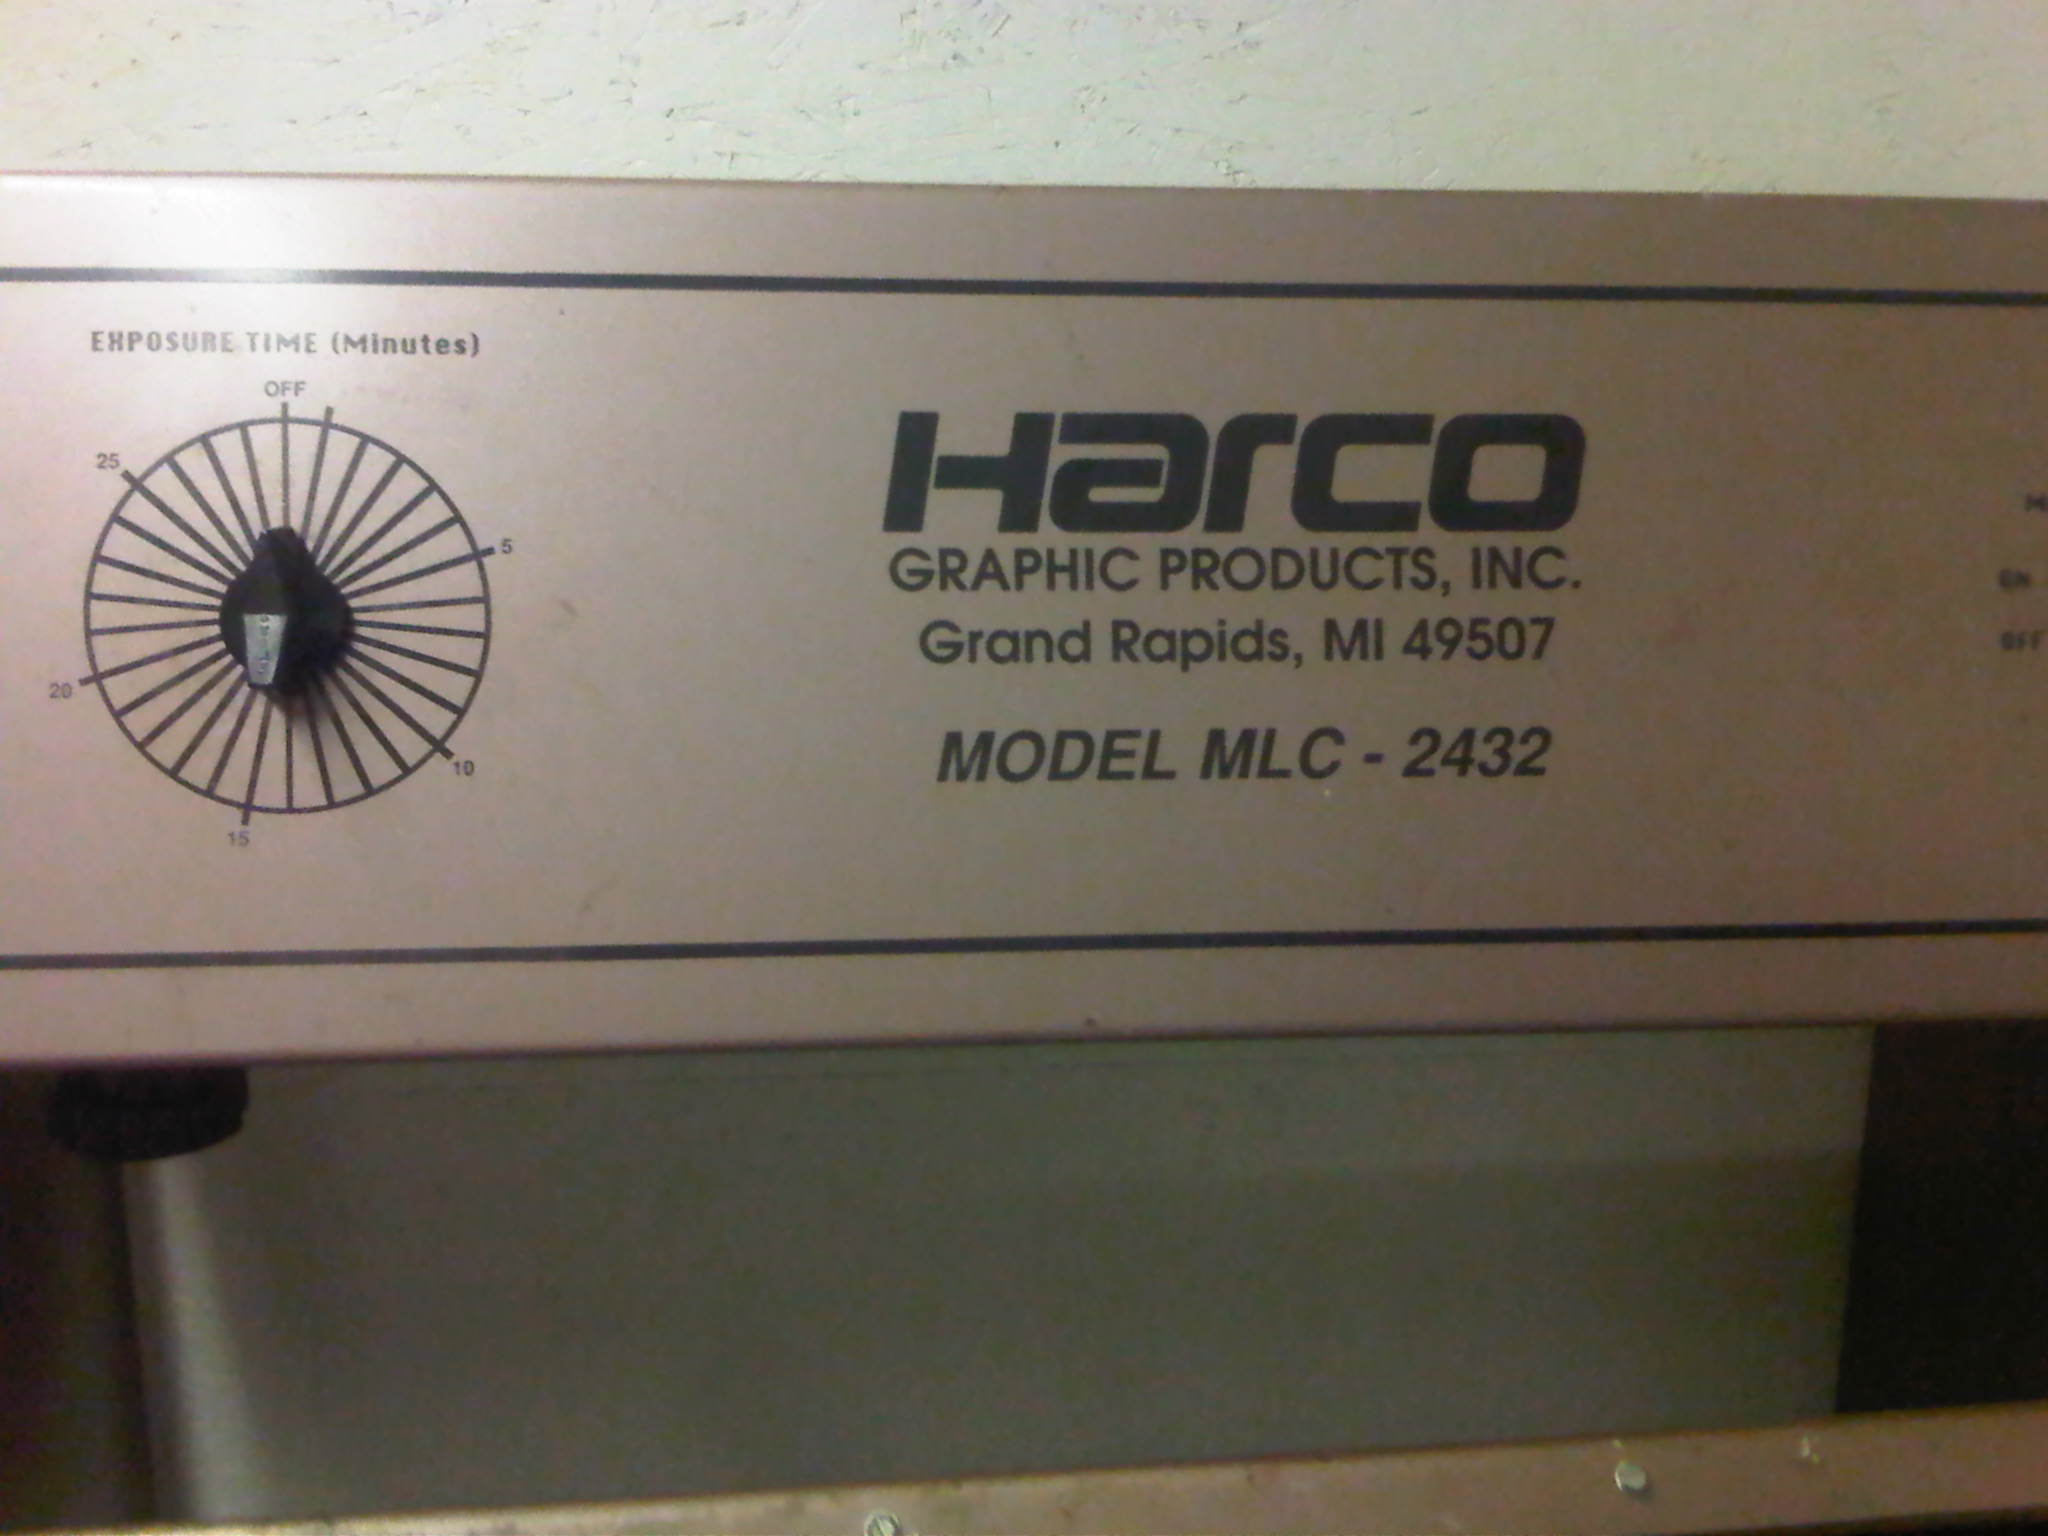 EXPOSURE TIME (Minutes)
OFF
25
5
20
10
15
Harco
GRAPHIC PRODUCTS, INC.
Grand Rapids, MI 49507
MODEL MLC - 2432
OFF